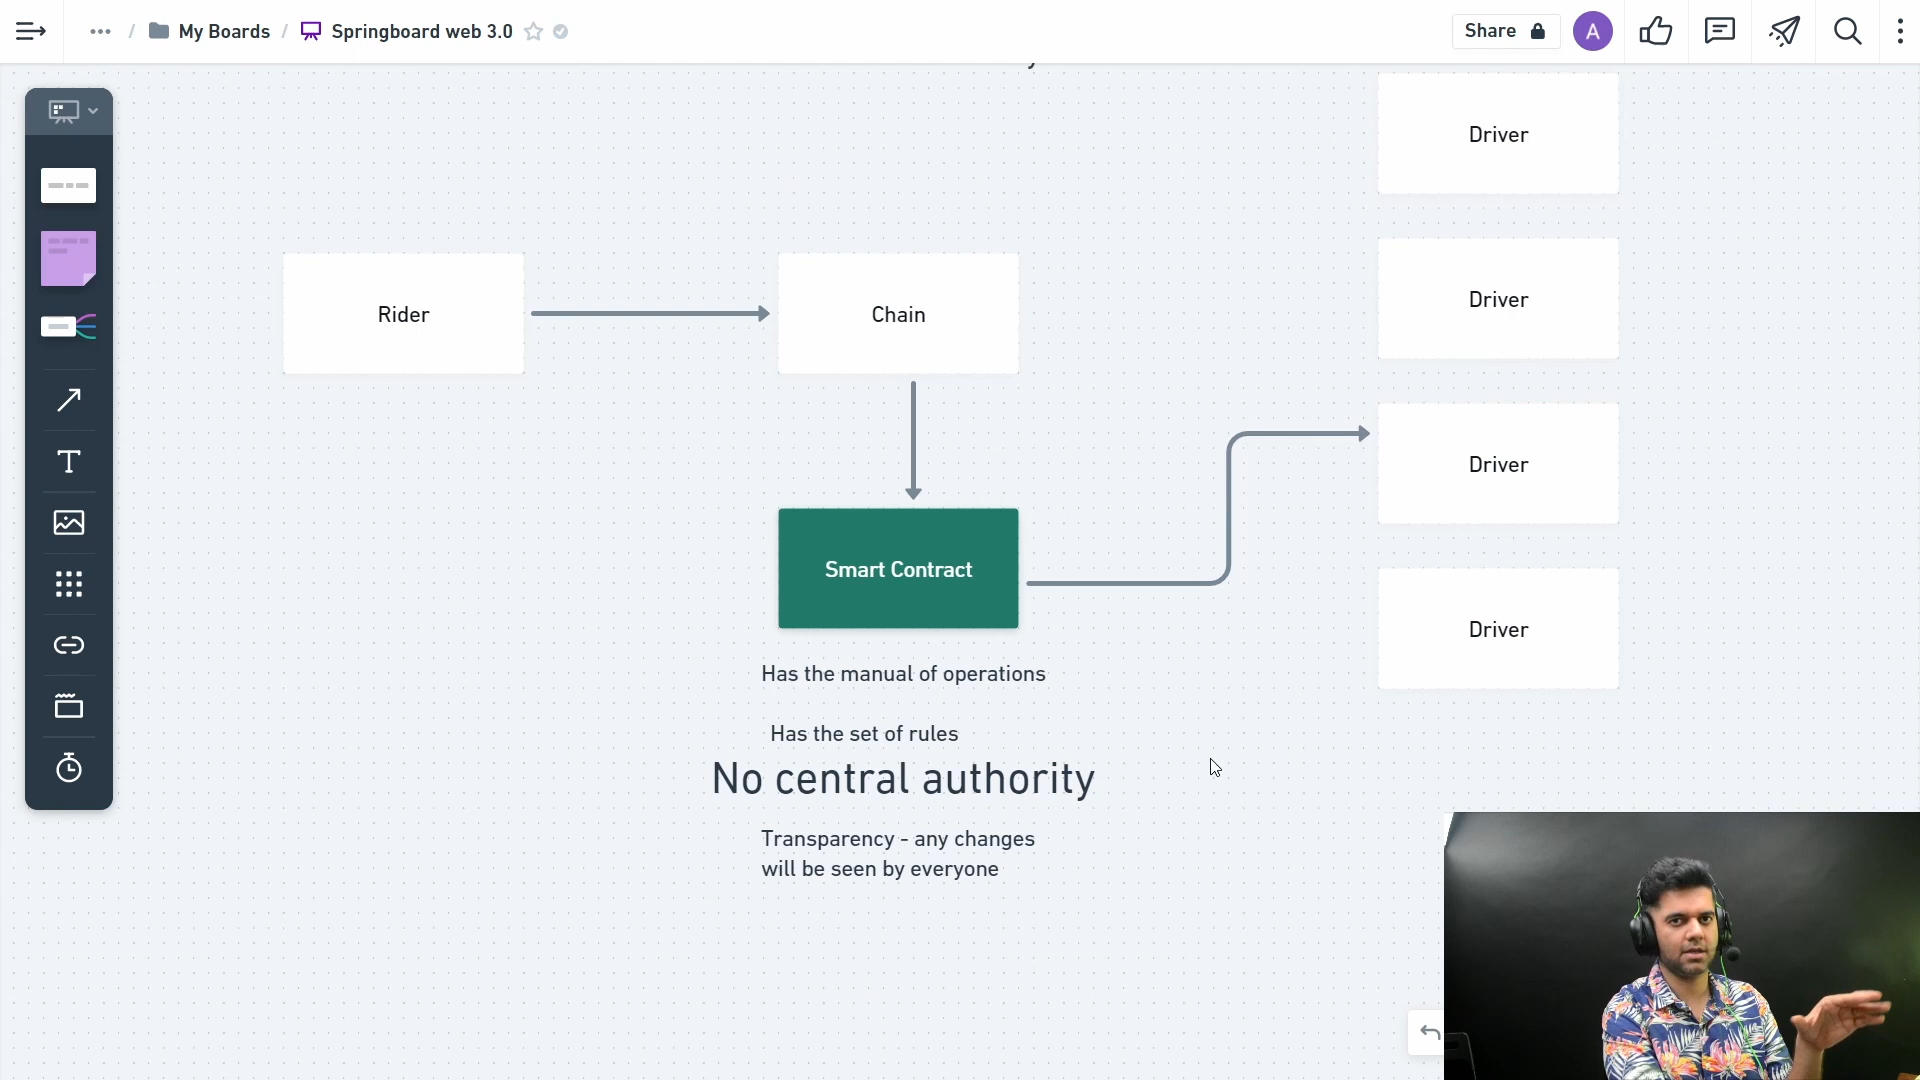 ... / My Boards / Springboard web 3.0
Share
A
Driver
Driver
Rider
Chain
Driver
Smart Contract
Driver
Has the manual of operations
Has the set of rules
No central authority
Transparency - any changes
will be seen by everyone